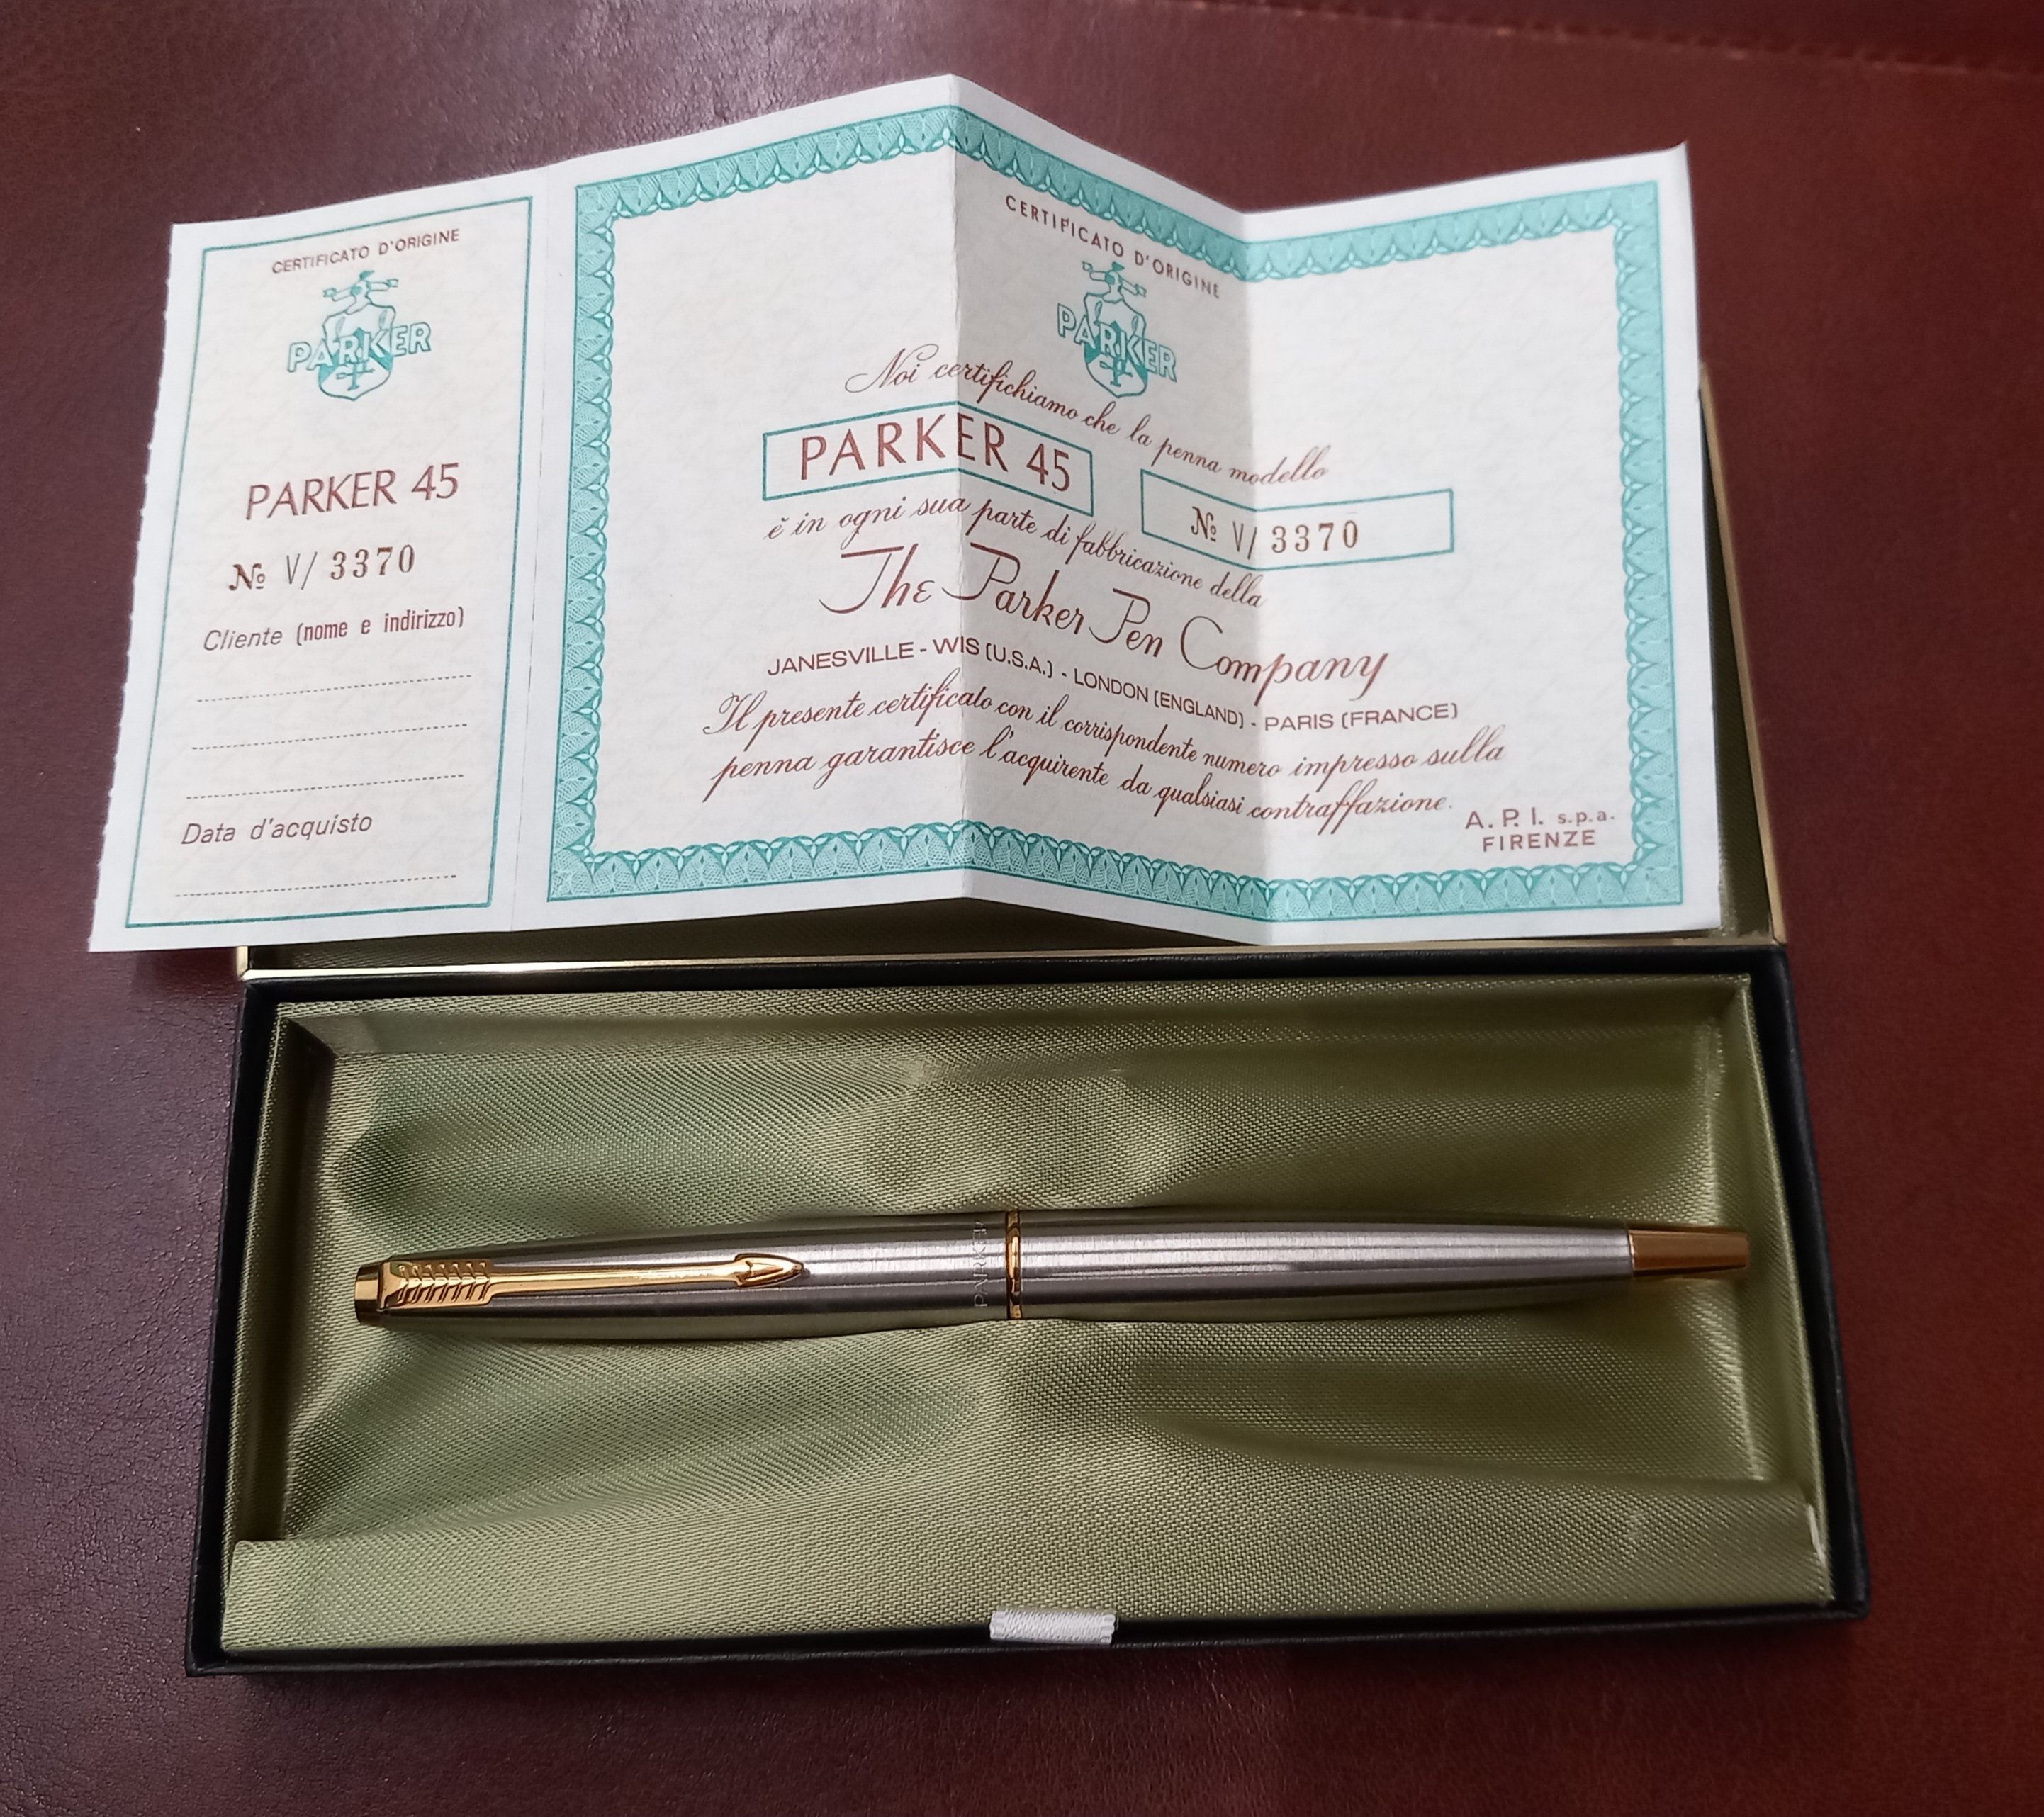 CERTIFICATO D'ORIGINE
PARKER
PARKER 45
№ V/ 3370
Cliente (nome e indirizzo)
Data d'acquisto
CERTIFICATO D'ORIGINE
PARKER
Noi certifichiamo che la penna modello
PARKER 45
№ V/ 3370
è in ogni sua parte di fabbricazione della
The Parker Pen Company
JANESVILLE - WIS (U.S.A.) - LONDON (ENGLAND) - PARIS (FRANCE)
Il presente certificato con il corrispondente numero impresso sulla
penna garantisce l'acquirente da qualsiasi contraffazione.
A. P. I. s.p.a.
FIRENZE
PARKER